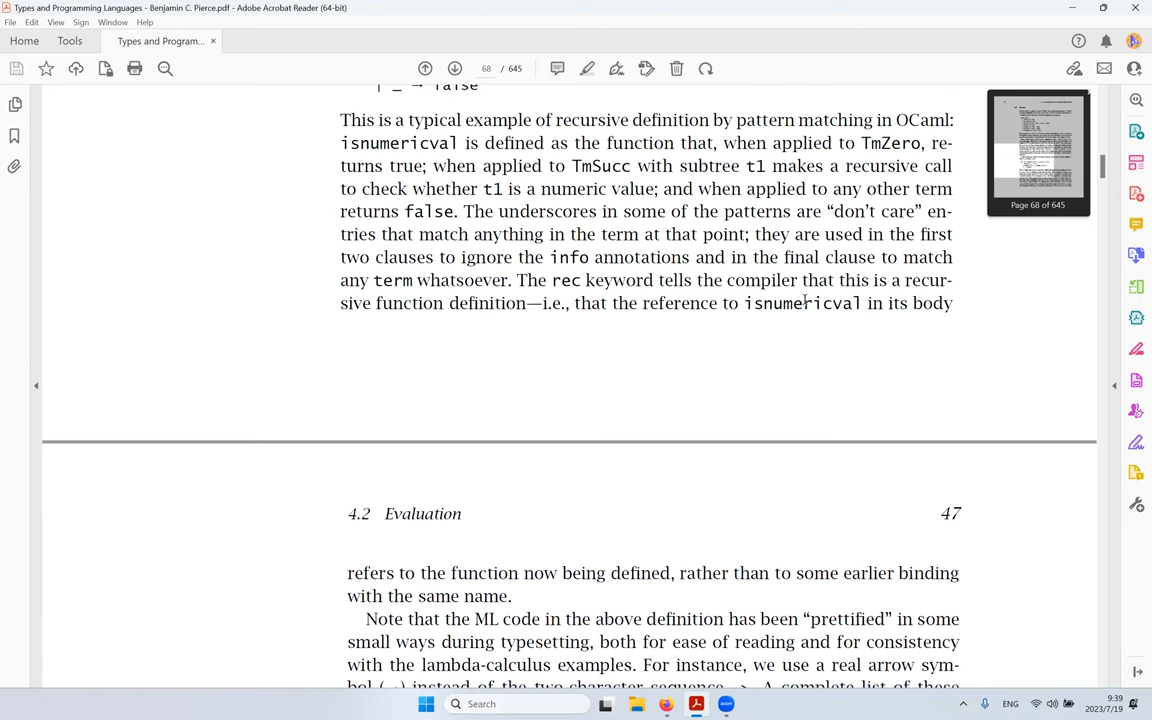 Types and Programming Languages - Benjamin C. Pierce.pdf - Adobe Acrobat Reader (64-bit)
File Edit View Sign Window Help
Home Tools Types and Program... ×
68 / 645
| _ → false
This is a typical example of recursive definition by pattern matching in OCaml:
isnumericval is defined as the function that, when applied to TmZero, re-
turns true; when applied to TmSucc with subtree t1 makes a recursive call
to check whether t1 is a numeric value; and when applied to any other term
returns false. The underscores in some of the patterns are “don’t care” en-
tries that match anything in the term at that point; they are used in the first
two clauses to ignore the info annotations and in the final clause to match
any term whatsoever. The rec keyword tells the compiler that this is a recur-
sive function definition—i.e., that the reference to isnumericval in its body
Page 68 of 645
4.2 Evaluation 47
refers to the function now being defined, rather than to some earlier binding
with the same name.
Note that the ML code in the above definition has been “prettified” in some
small ways during typesetting, both for ease of reading and for consistency
with the lambda-calculus examples. For instance, we use a real arrow sym-
bol (→) instead of the two-character sequence ->. A complete list of these
Search
zoom
ENG
9:39
2023/7/19